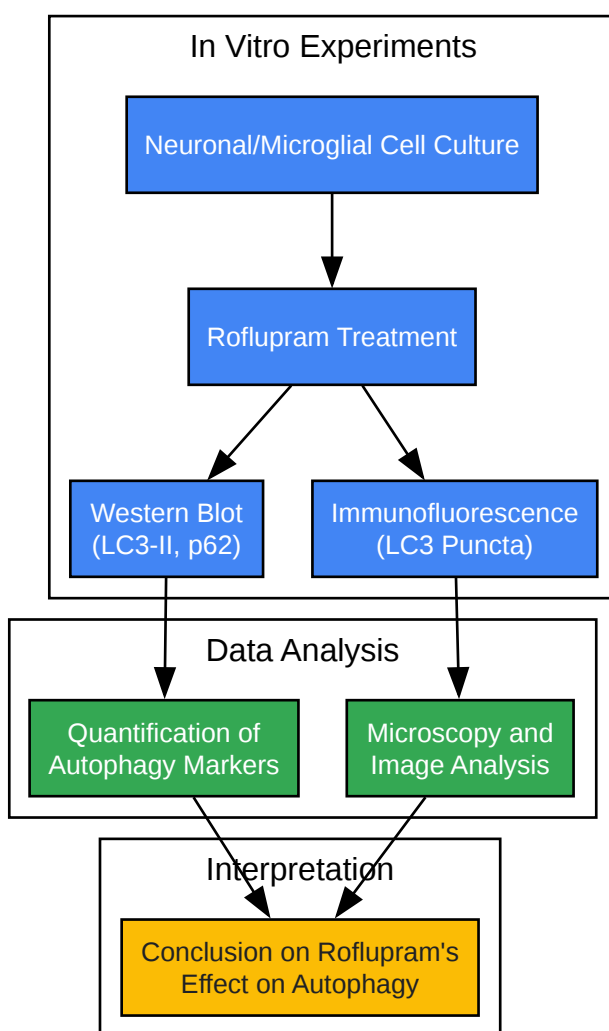 In Vitro Experiments
Neuronal/Microglial Cell Culture
Roflupram Treatment
Western Blot
(LC3-II, p62)
Immunofluorescence
(LC3 Puncta)
Data Analysis
Quantification of
Autophagy Markers
Microscopy and
Image Analysis
Interpretation
Conclusion on Roflupram's
Effect on Autophagy